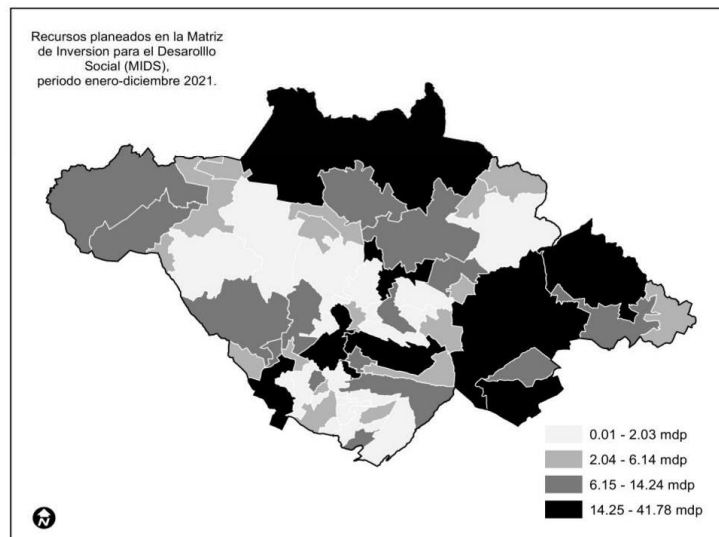 Recursos planeados en la Matriz
de Inversion para el Desarolllo
Social (MIDS),
periodo enero-diciembre 2021.
0.01 - 2.03 mdp
2.04 - 6.14 mdp
6.15 - 14.24 mdp
14.25 - 41.78 mdp
N